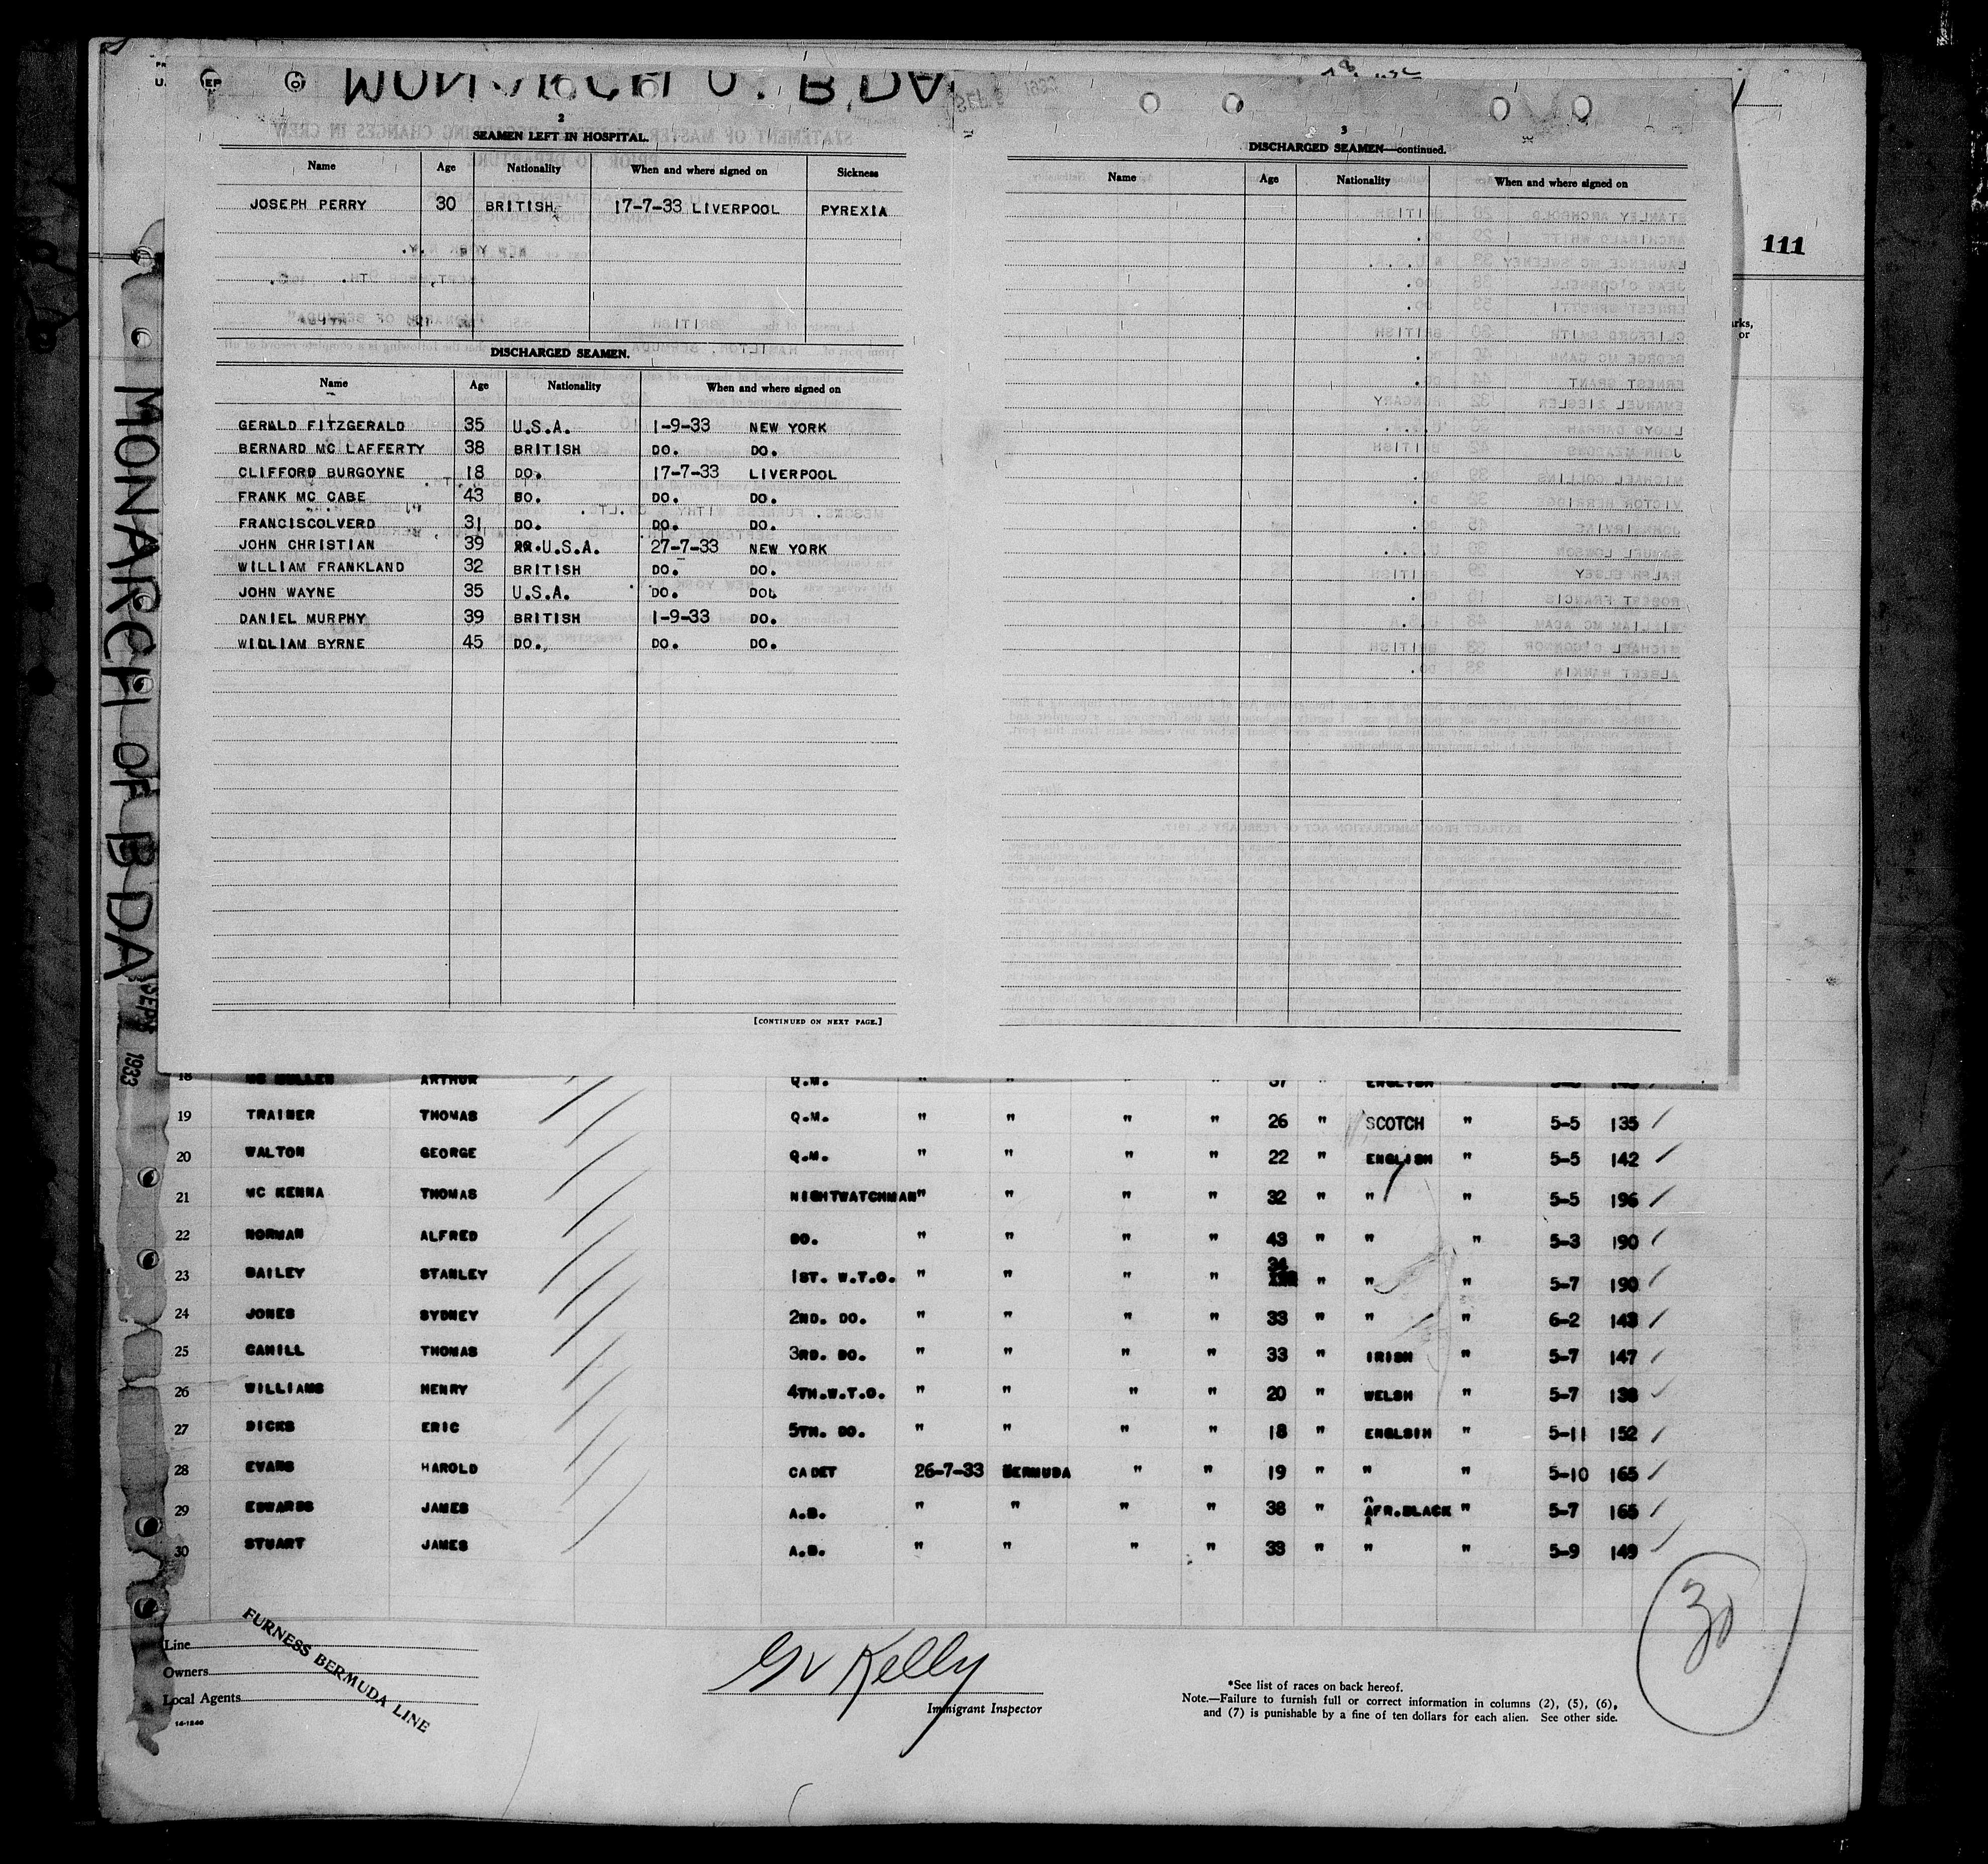 MONARCH OF BDA
SEPT
1933
111
2
SEAMEN LEFT IN HOSPITAL.
Name Age Nationality When and where signed on Sickness
JOSEPH PERRY 30 BRITISH 17-7-33 LIVERPOOL PYREXIA
DISCHARGED SEAMEN.
Name Age Nationality When and where signed on
GERALD FITZGERALD 35 U.S.A. 1-9-33 NEW YORK
BERNARD MC LAFFERTY 38 BRITISH DO. DO.
CLIFFORD BURGOYNE 18 DO. 17-7-33 LIVERPOOL
FRANK MC CABE 43 DO. DO. DO.
FRANCISCOLVERD 31 DO. DO. DO.
JOHN CHRISTIAN 39 U.S.A. 27-7-33 NEW YORK
WILLIAM FRANKLAND 32 BRITISH DO. DO.
JOHN WAYNE 35 U.S.A. DO. DO.
DANIEL MURPHY 39 BRITISH 1-9-33 DO.
WILLIAM BYRNE 45 DO. DO. DO.
[CONTINUED ON NEXT PAGE.]
3
DISCHARGED SEAMEN—continued.
Name Age Nationality When and where signed on
rks,
or
18 MC MULLEN ARTHUR Q.M. " " " " 37 " ENGLISH "
19 TRAINER THOMAS Q.M. " " " " 26 " SCOTCH " 5-5 135
20 WALTON GEORGE Q.M. " " " " 22 " ENGLISH " 5-5 142
21 MC KENNA THOMAS NIGHTWATCHMAN " " " " 32 " " " 5-5 196
22 NORMAN ALFRED DO. " " " " 43 " " " 5-3 190
23 BAILEY STANLEY 1ST. W.T.O. " " " " 34 " " " 5-7 190
24 JONES SYDNEY 2ND. DO. " " " " 33 " " " 6-2 143
25 CAHILL THOMAS 3RD. DO. " " " " 33 " IRISH " 5-7 147
26 WILLIAMS HENRY 4TH.W.T.O. " " " " 20 " WELSH " 5-7 138
27 DICKS ERIC 5TH. DO. " " " " 18 " ENGLSIH " 5-11 152
28 EVANS HAROLD CADET 26-7-33 BERMUDA " " 19 " " " 5-10 165
29 EDWARDS JAMES A.B. " " " " 38 " AFR.BLACK " 5-7 165
30 STUART JAMES A.B. " " " " 33 " " " 5-9 149
30
Line
Owners
Local Agents
FURNESS BERMUDA LINE
14-1240
GV Kelly
Immigrant Inspector
*See list of races on back hereof.
Note.—Failure to furnish full or correct information in columns (2), (5), (6),
and (7) is punishable by a fine of ten dollars for each alien. See other side.